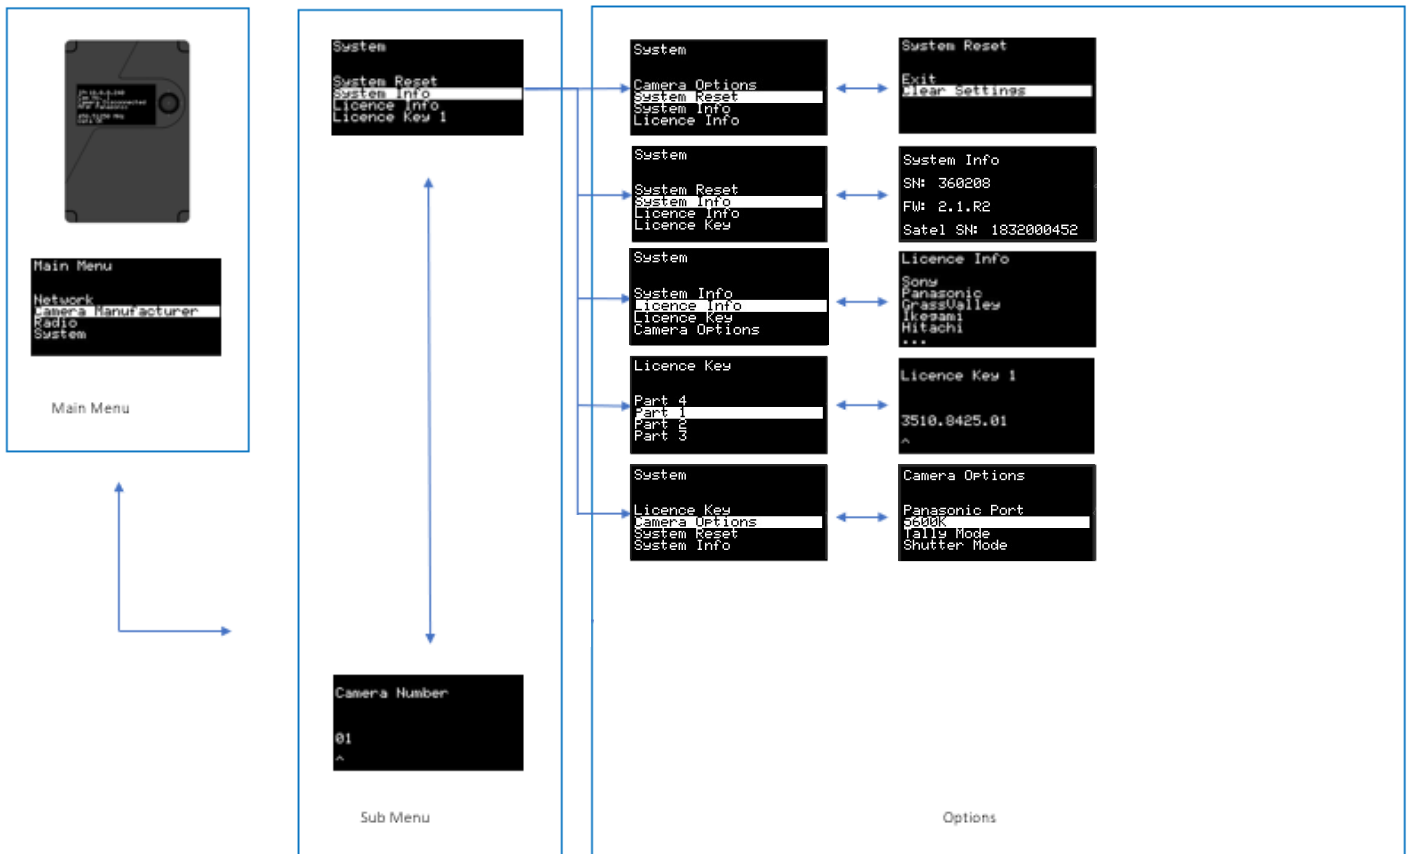 Main Menu
Network
Camera Manufacturer
Radio
System
Main Menu
System
System Reset
System Info
Licence Info
Licence Key 1
Camera Number
01
^
Sub Menu
System
Camera Options
System Reset
System Info
Licence Info
System Reset
Exit
Clear Settings
System
System Reset
System Info
Licence Info
Licence Key
System Info
SN: 360208
FW: 2.1.R2
Satel SN: 1832000452
System
System Info
Licence Info
Licence Key
Camera Options
Licence Info
Sony
Panasonic
GrassValley
Ikegami
Hitachi
...
Licence Key
Part 4
Part 1
Part 2
Part 3
Licence Key 1
3510.8425.01
^
System
Licence Key
Camera Options
System Reset
System Info
Camera Options
Panasonic Port
5600K
Tally Mode
Shutter Mode
Options